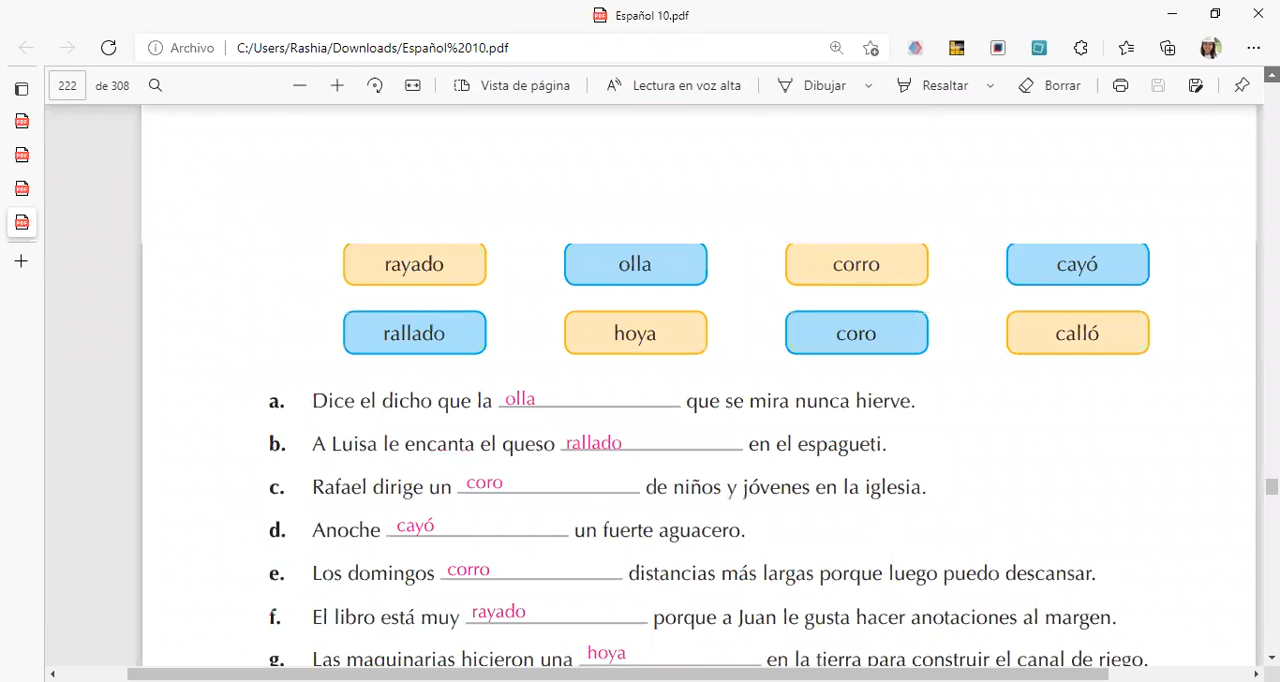 Español 10.pdf
Archivo C:/Users/Rashia/Downloads/Español%2010.pdf
222 de 308 Vista de página Lectura en voz alta Dibujar Resaltar Borrar
rayado olla corro cayó
rallado hoya coro calló
a. Dice el dicho que la olla que se mira nunca hierve.
b. A Luisa le encanta el queso rallado en el espagueti.
c. Rafael dirige un coro de niños y jóvenes en la iglesia.
d. Anoche cayó un fuerte aguacero.
e. Los domingos corro distancias más largas porque luego puedo descansar.
f. El libro está muy rayado porque a Juan le gusta hacer anotaciones al margen.
g. Las maquinarias hicieron una hoya en la tierra para construir el canal de riego.